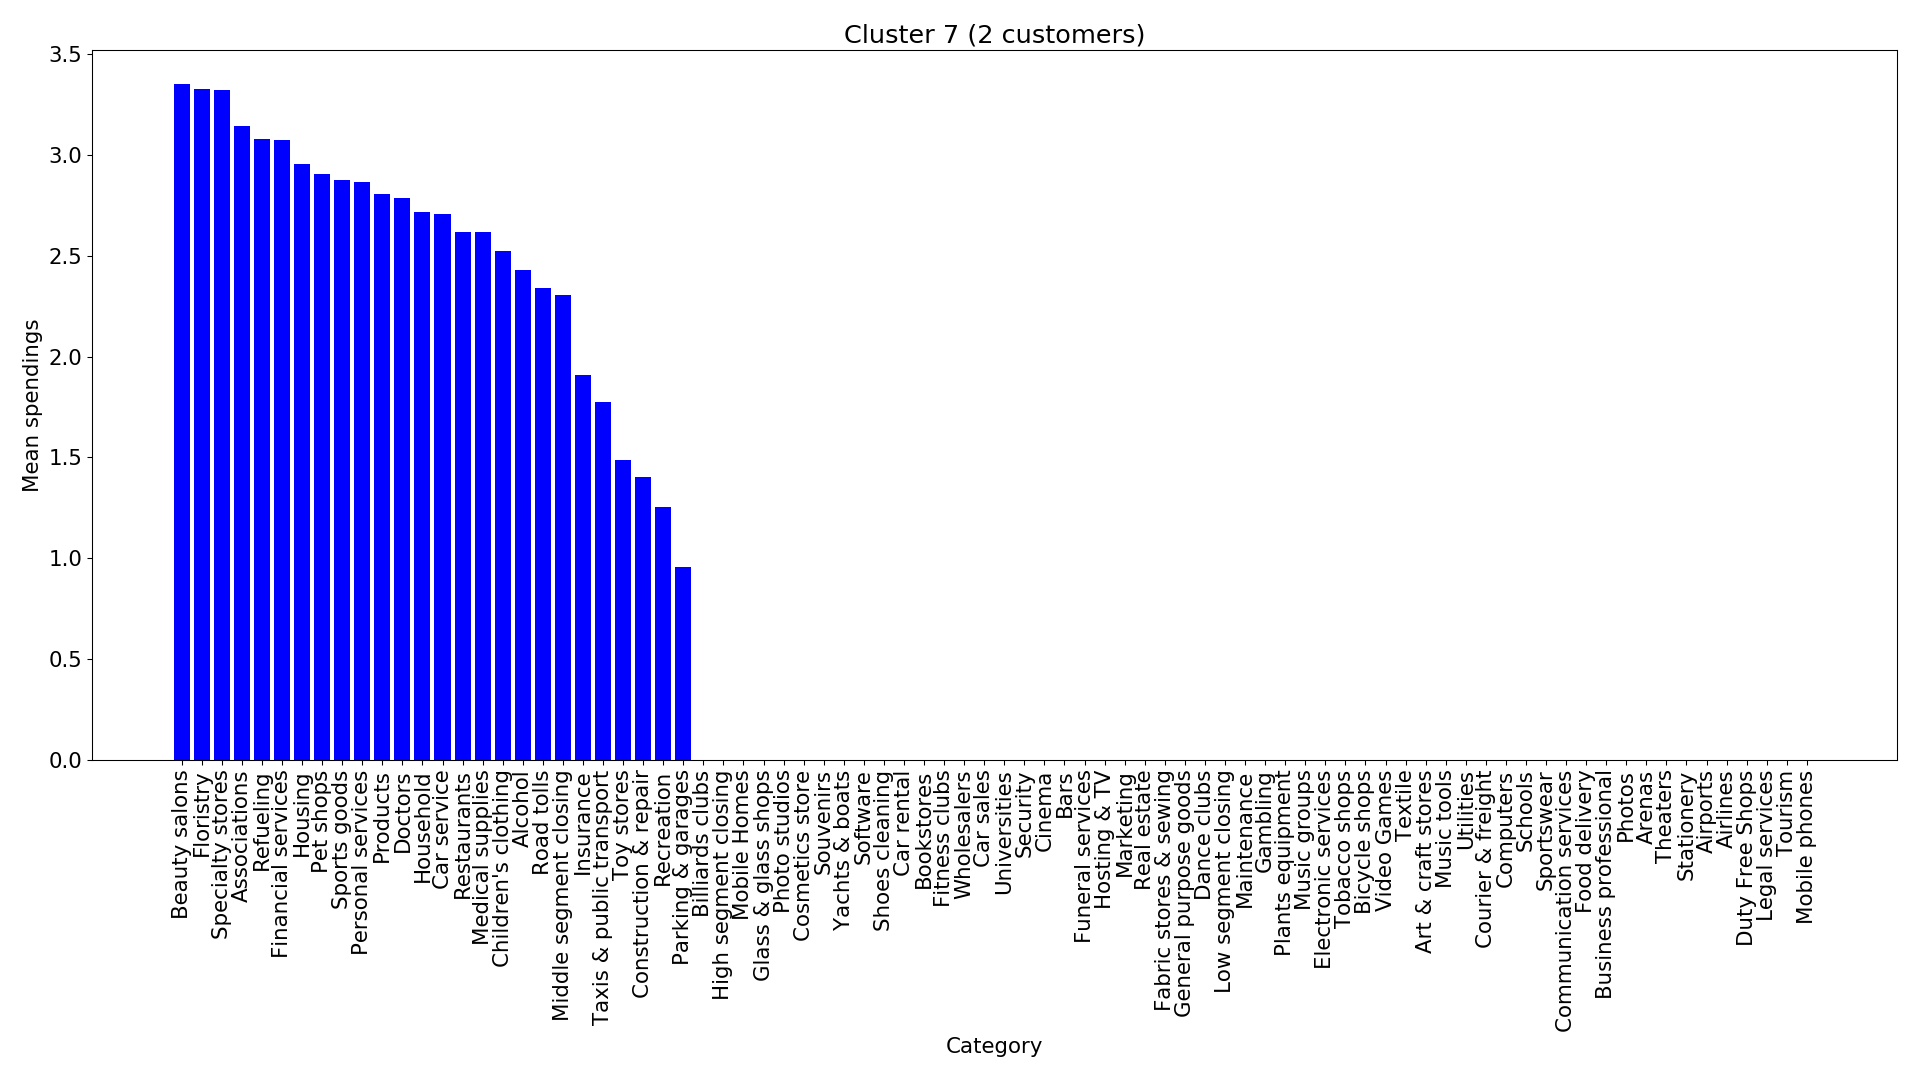 Cluster 7 (2 customers)
3.5
3.0
2.5
2.0
1.5
1.0
0.5
0.0
Mean spendings
Beauty salons
Floristry
Specialty stores
Associations
Refueling
Financial services
Housing
Pet shops
Sports goods
Personal services
Products
Doctors
Household
Car service
Restaurants
Medical supplies
Children's clothing
Alcohol
Road tolls
Middle segment closing
Insurance
Taxis & public transport
Toy stores
Construction & repair
Recreation
Parking & garages
Billiards clubs
High segment closing
Mobile Homes
Glass & glass shops
Photo studios
Cosmetics store
Souvenirs
Yachts & boats
Software
Shoes cleaning
Car rental
Bookstores
Fitness clubs
Wholesalers
Car sales
Universities
Security
Cinema
Bars
Funeral services
Hosting & TV
Marketing
Real estate
Fabric stores & sewing
General purpose goods
Dance clubs
Low segment closing
Maintenance
Gambling
Plants equipment
Music groups
Electronic services
Tobacco shops
Bicycle shops
Video Games
Textile
Art & craft stores
Music tools
Utilities
Courier & freight
Computers
Schools
Sportswear
Communication services
Food delivery
Business professional
Photos
Arenas
Theaters
Stationery
Airports
Airlines
Duty Free Shops
Legal services
Tourism
Mobile phones
Category